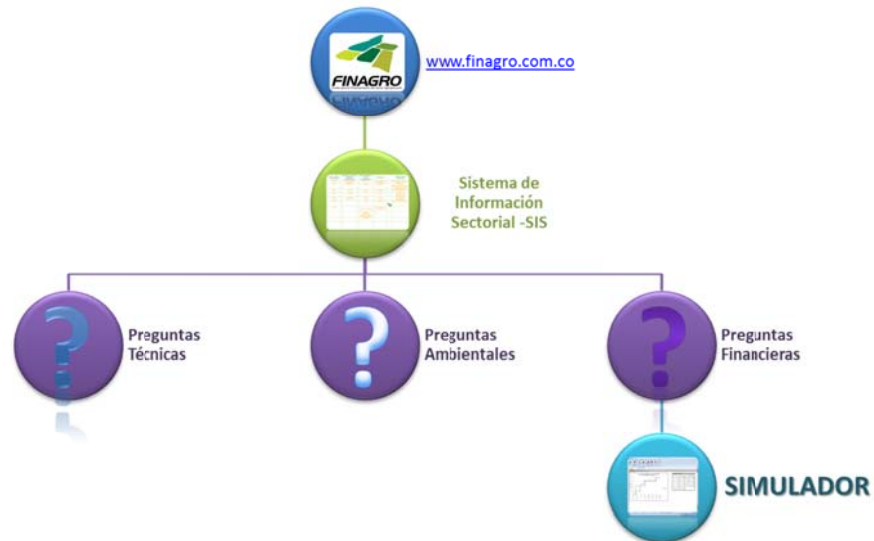 FINAGRO
www.finagro.com.co
Sistema de
Información
Sectorial -SIS
Preguntas
Técnicas
Preguntas
Ambientales
Preguntas
Financieras
SIMULADOR